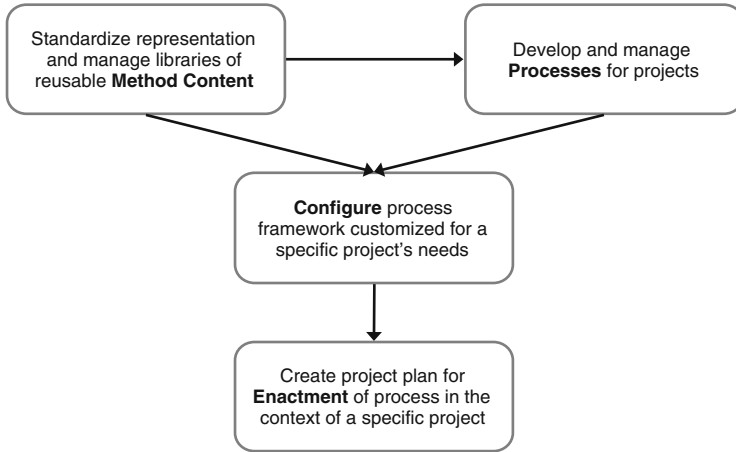 Standardize representation
and manage libraries of
reusable Method Content
Develop and manage
Processes for projects
Configure process
framework customized for a
specific project's needs
Create project plan for
Enactment of process in the
context of a specific project